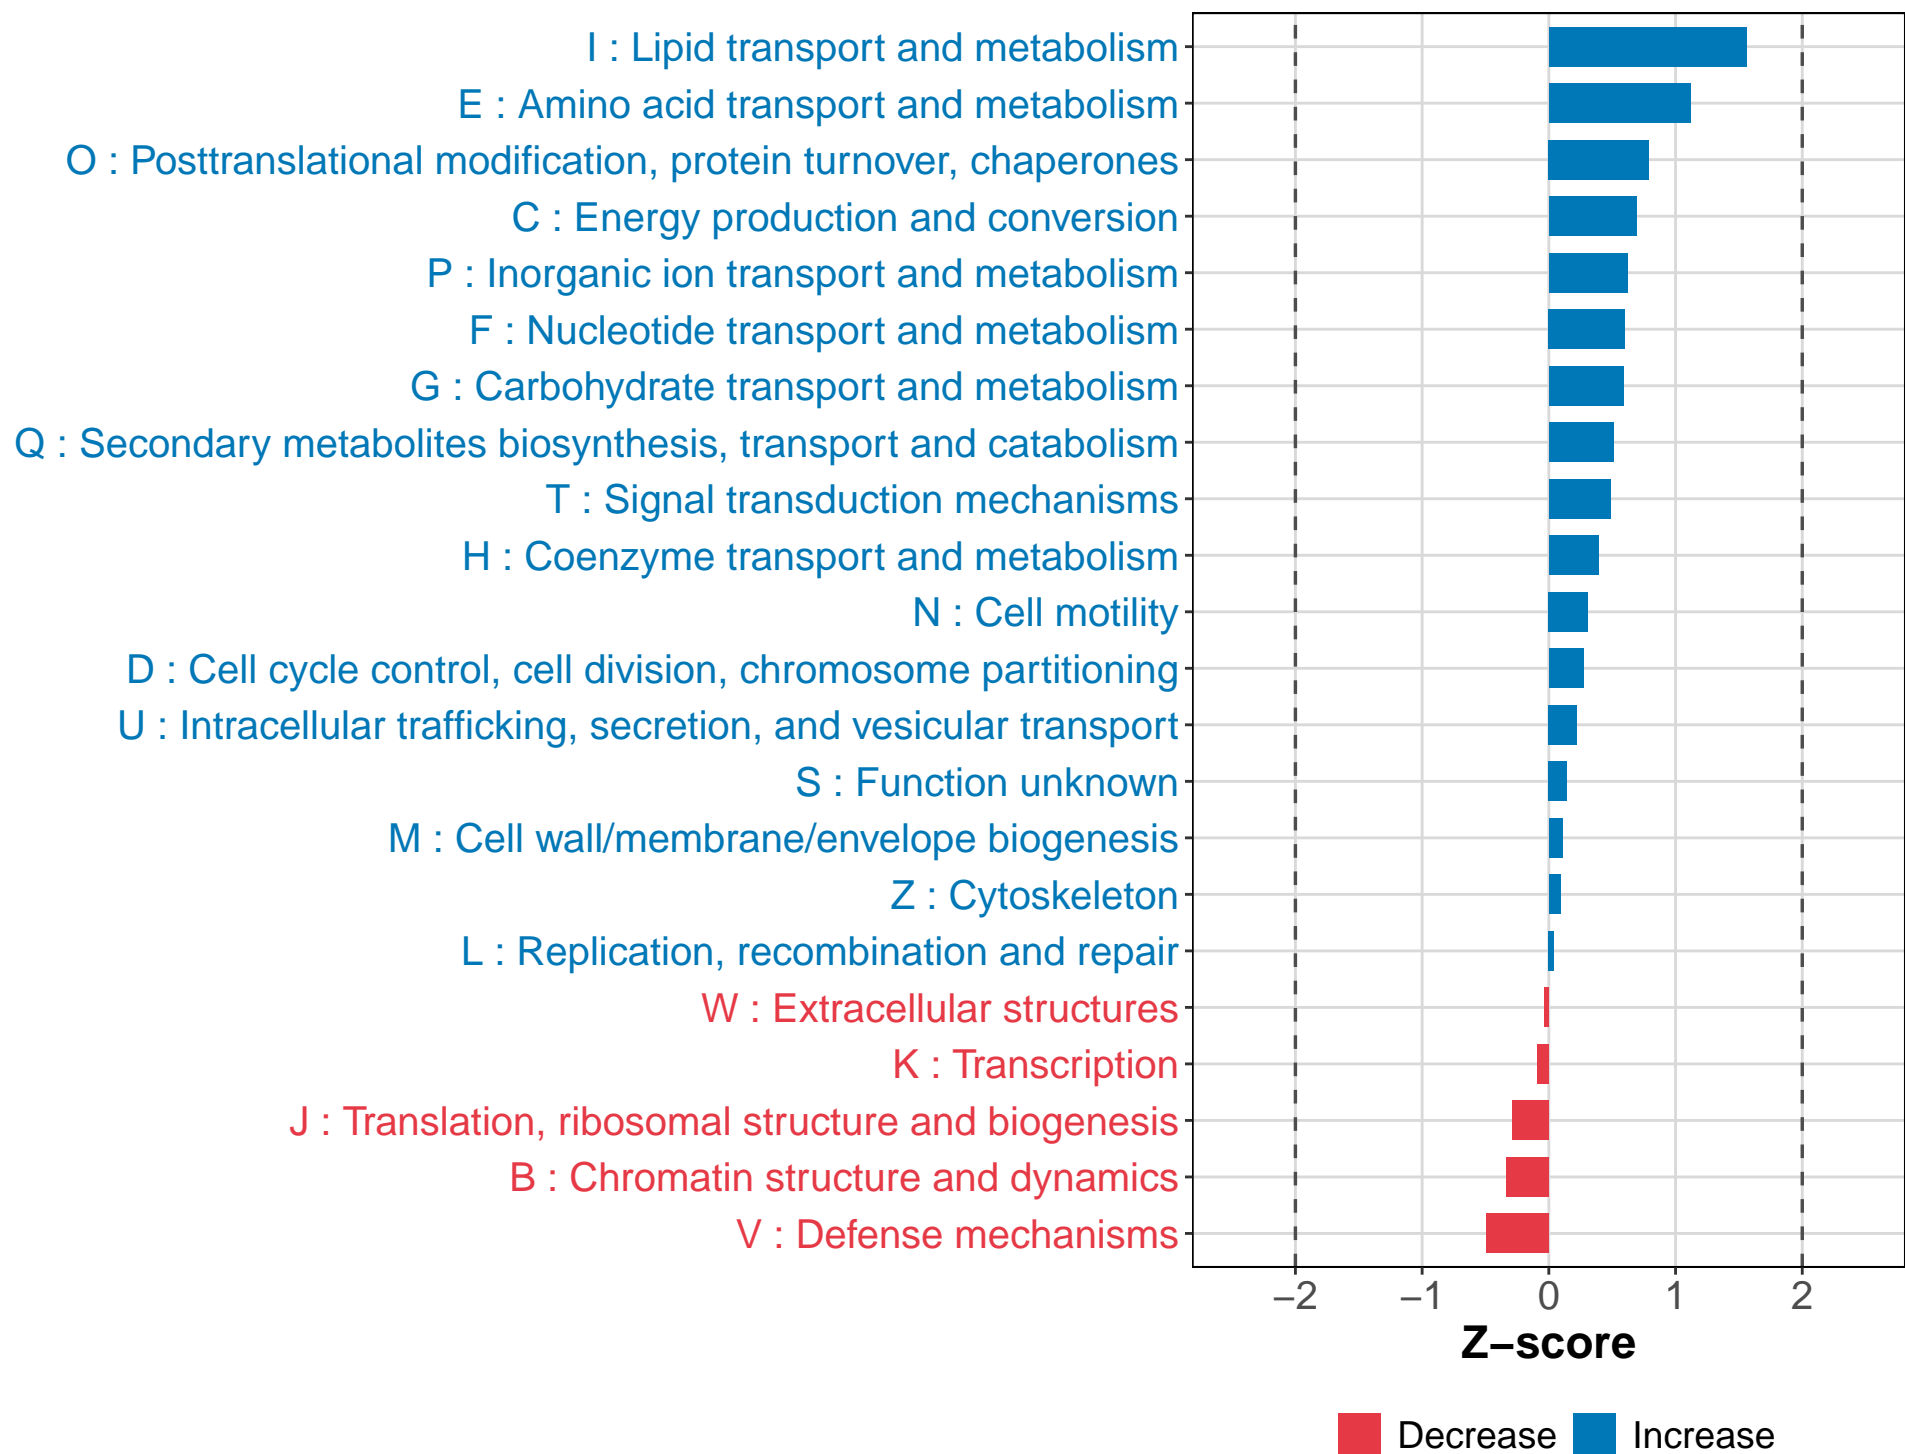 I : Lipid transport and metabolism
E : Amino acid transport and metabolism
O : Posttranslational modification, protein turnover, chaperones
C : Energy production and conversion
P : Inorganic ion transport and metabolism
F : Nucleotide transport and metabolism
G : Carbohydrate transport and metabolism
Q : Secondary metabolites biosynthesis, transport and catabolism
T : Signal transduction mechanisms
H : Coenzyme transport and metabolism
N : Cell motility
D : Cell cycle control, cell division, chromosome partitioning
U : Intracellular trafficking, secretion, and vesicular transport
S : Function unknown
M : Cell wall/membrane/envelope biogenesis
Z : Cytoskeleton
L : Replication, recombination and repair
W : Extracellular structures
K : Transcription
J : Translation, ribosomal structure and biogenesis
B : Chromatin structure and dynamics
V : Defense mechanisms
−2 −1 0 1 2
Z−score
Decrease Increase